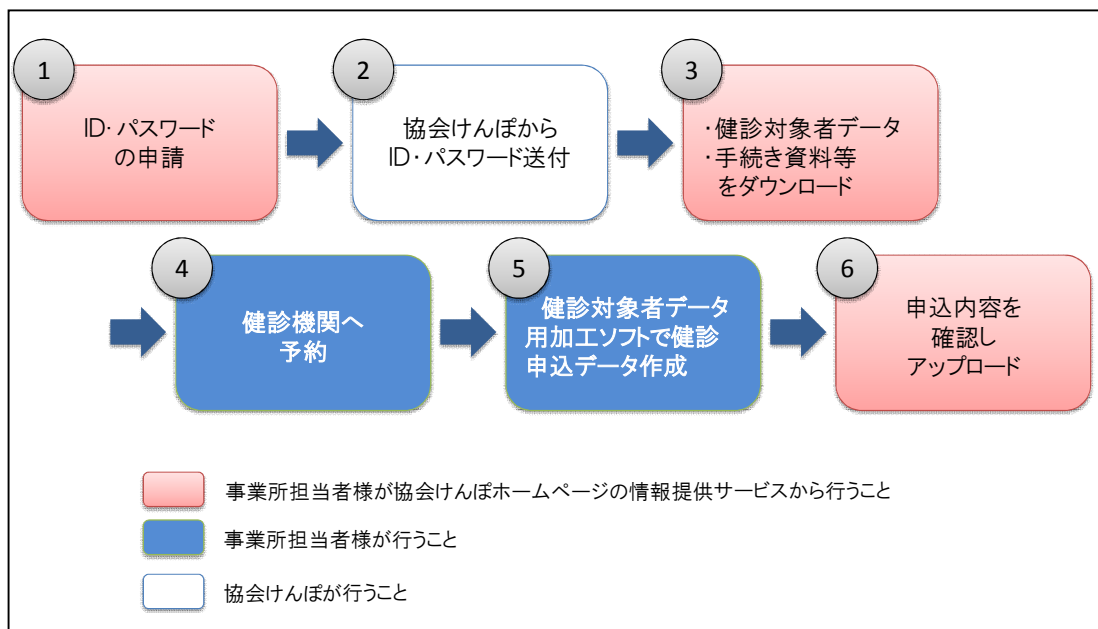 1
ID・パスワード
の申請
2
協会けんぽから
ID・パスワード送付
3
・健診対象者データ
・手続き資料等
をダウンロード
4
健診機関へ
予約
5
健診対象者データ
用加工ソフトで健診
申込データ作成
6
申込内容を
確認し
アップロード
事業所担当者様が協会けんぽホームページの情報提供サービスから行うこと
事業所担当者様が行うこと
協会けんぽが行うこと